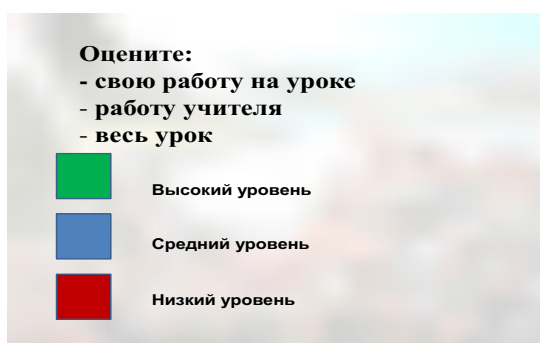 Оцените:
- свою работу на уроке
- работу учителя
- весь урок
Высокий уровень
Средний уровень
Низкий уровень